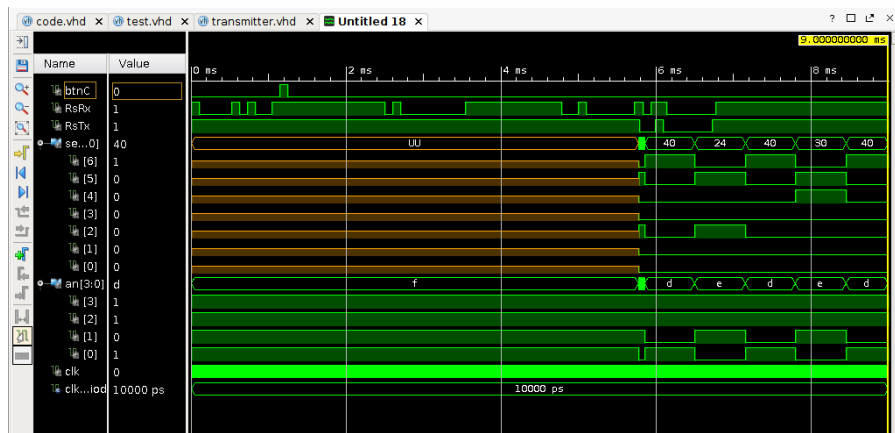 code.vhd × test.vhd × transmitter.vhd × Untitled 18 × ?
9.000000000 ms
Name Value
0 ms 2 ms 4 ms 6 ms 8 ms
btnC 0
RsRx 1
RsTx 1
se...0] 40 UU 40 24 40 30 40
[6] 1
[5] 0
[4] 0
[3] 0
[2] 0
[1] 0
[0] 0
an[3:0] d f d e d e d
[3] 1
[2] 1
[1] 0
[0] 1
clk 0
clk...iod 10000 ps 10000 ps